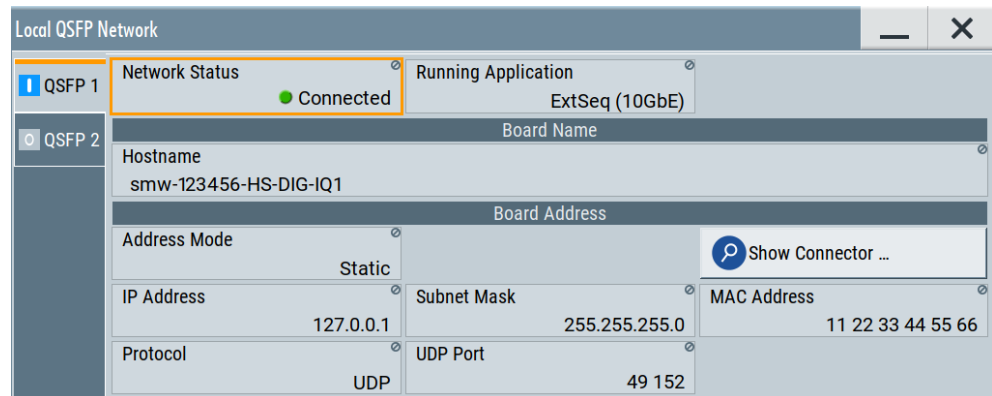 Local QSFP Network
QSFP 1
Network Status
Connected
Running Application
ExtSeq (10GbE)
QSFP 2
Board Name
Hostname
smw-123456-HS-DIG-IQ1
Board Address
Address Mode
Static
Show Connector ...
IP Address
127.0.0.1
Subnet Mask
255.255.255.0
MAC Address
11 22 33 44 55 66
Protocol
UDP
UDP Port
49 152